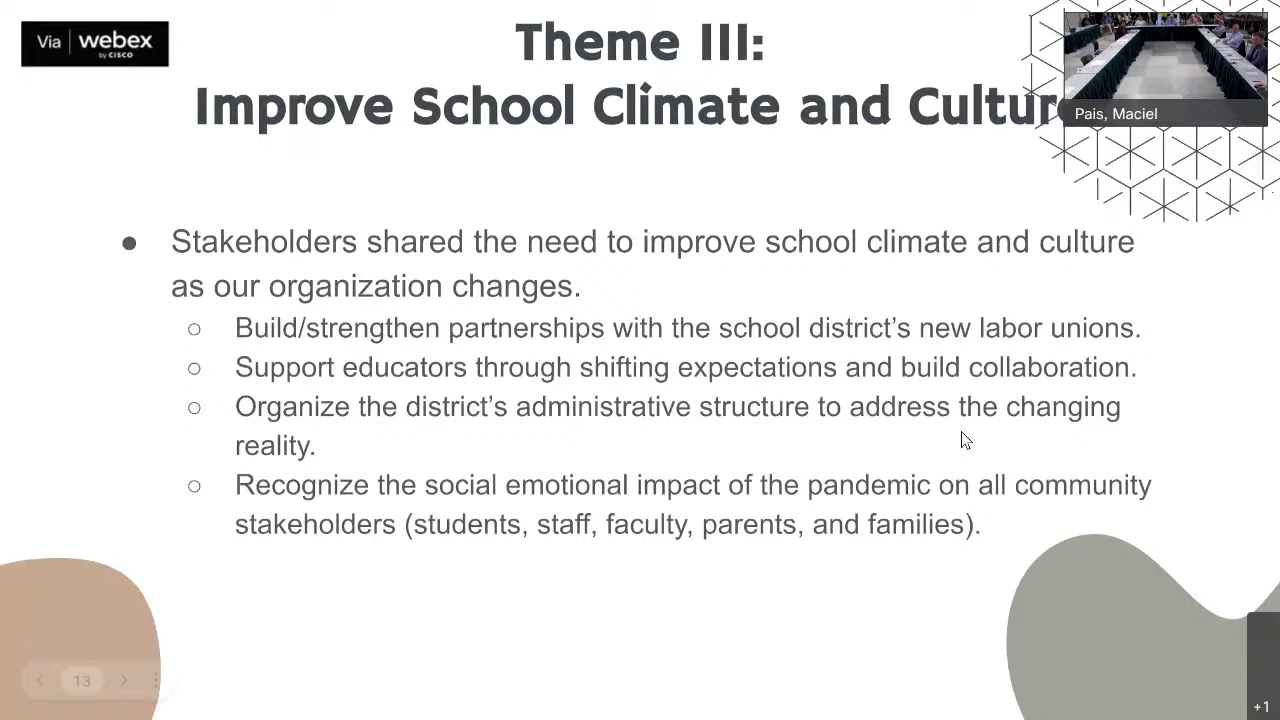 Via | webex
by CISCO
Theme III:
Improve School Climate and Cultur
Pais, Maciel
● Stakeholders shared the need to improve school climate and culture
as our organization changes.
○ Build/strengthen partnerships with the school district’s new labor unions.
○ Support educators through shifting expectations and build collaboration.
○ Organize the district’s administrative structure to address the changing
reality.
○ Recognize the social emotional impact of the pandemic on all community
stakeholders (students, staff, faculty, parents, and families).
13
+1